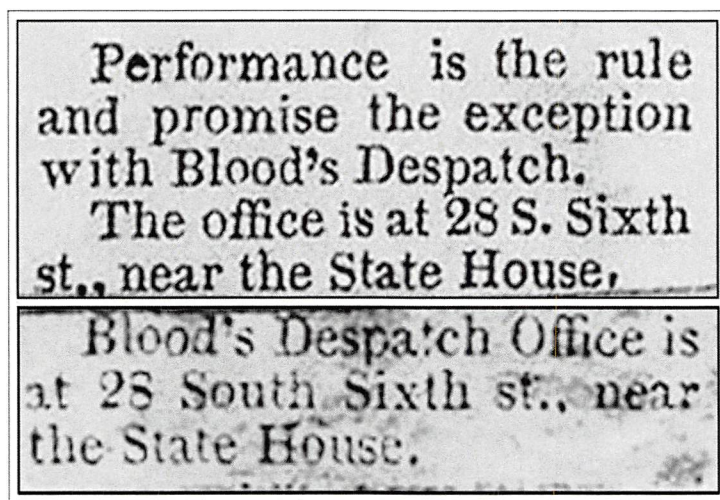 Performance is the rule
and promise the exception
with Blood's Despatch.
The office is at 28 S. Sixth
st., near the State House.
Blood's Despatch Office is
at 28 South Sixth st., near
the State House.